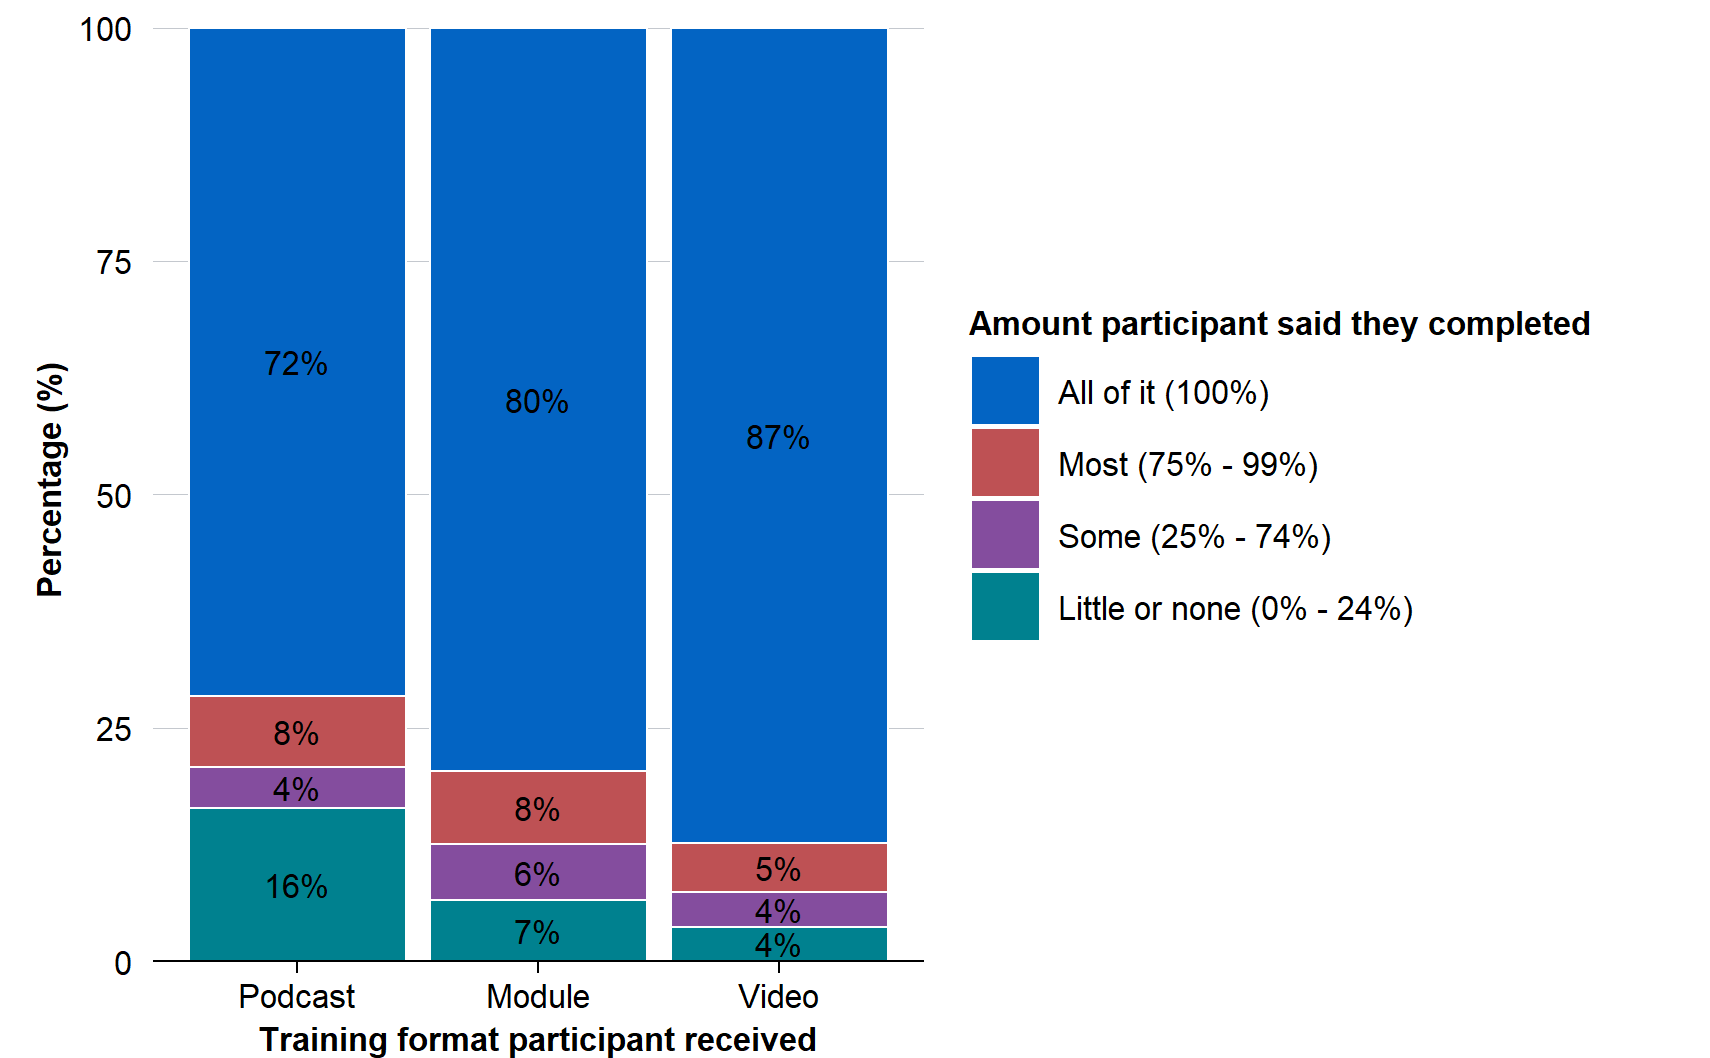 100
75
50
25
0
Percentage (%)
72%
8%
4%
16%
80%
8%
6%
7%
87%
5%
4%
4%
Podcast
Module
Video
Training format participant received
Amount participant said they completed
All of it (100%)
Most (75% - 99%)
Some (25% - 74%)
Little or none (0% - 24%)